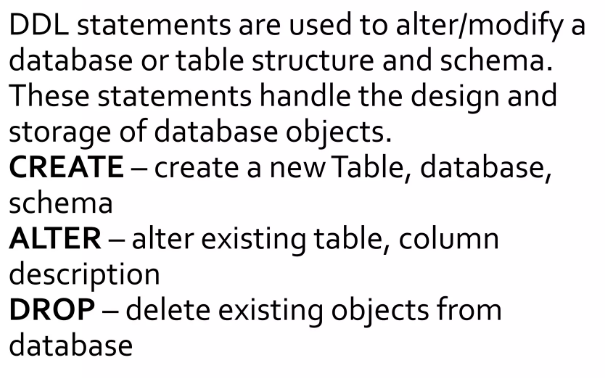 DDL statements are used to alter/modify a
database or table structure and schema.
These statements handle the design and
storage of database objects.
CREATE – create a new Table, database,
schema
ALTER – alter existing table, column
description
DROP – delete existing objects from
database